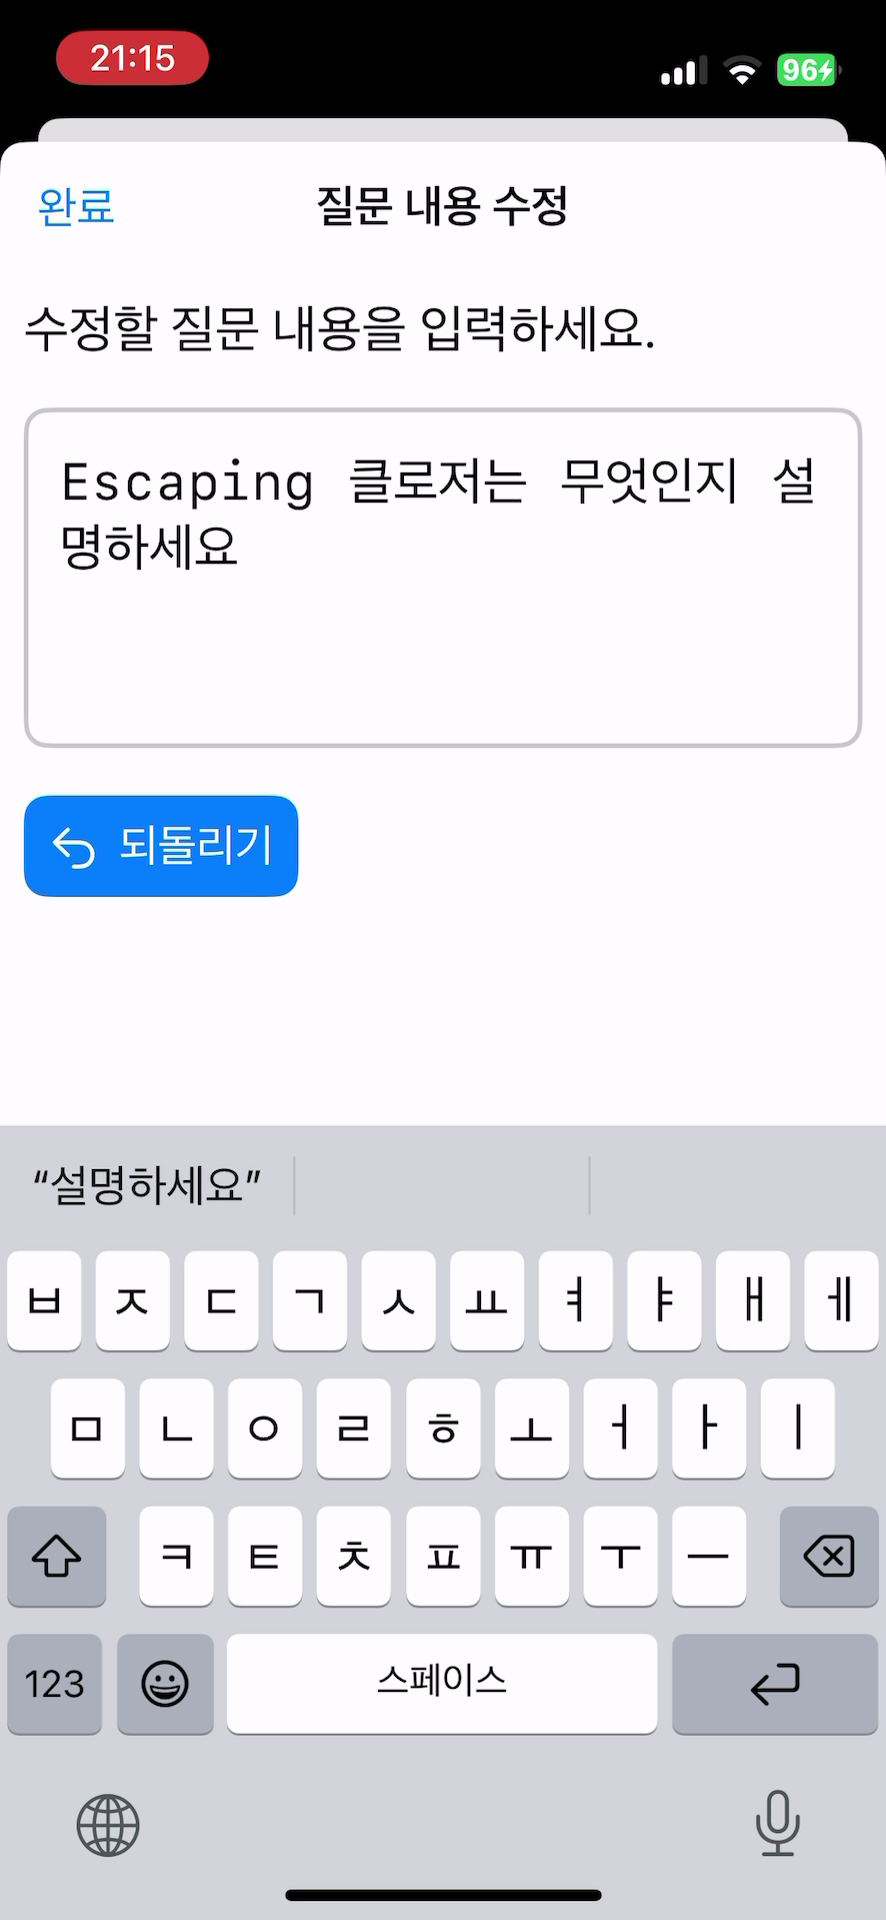 21:15
96
완료
질문 내용 수정
수정할 질문 내용을 입력하세요.
Escaping 클로저는 무엇인지 설
명하세요
되돌리기
“설명하세요”
ㅂ ㅈ ㄷ ㄱ ㅅ ㅛ ㅕ ㅑ ㅐ ㅔ
ㅁ ㄴ ㅇ ㄹ ㅎ ㅗ ㅓ ㅏ ㅣ
ㅋ ㅌ ㅊ ㅍ ㅠ ㅜ ㅡ
123 스페이스